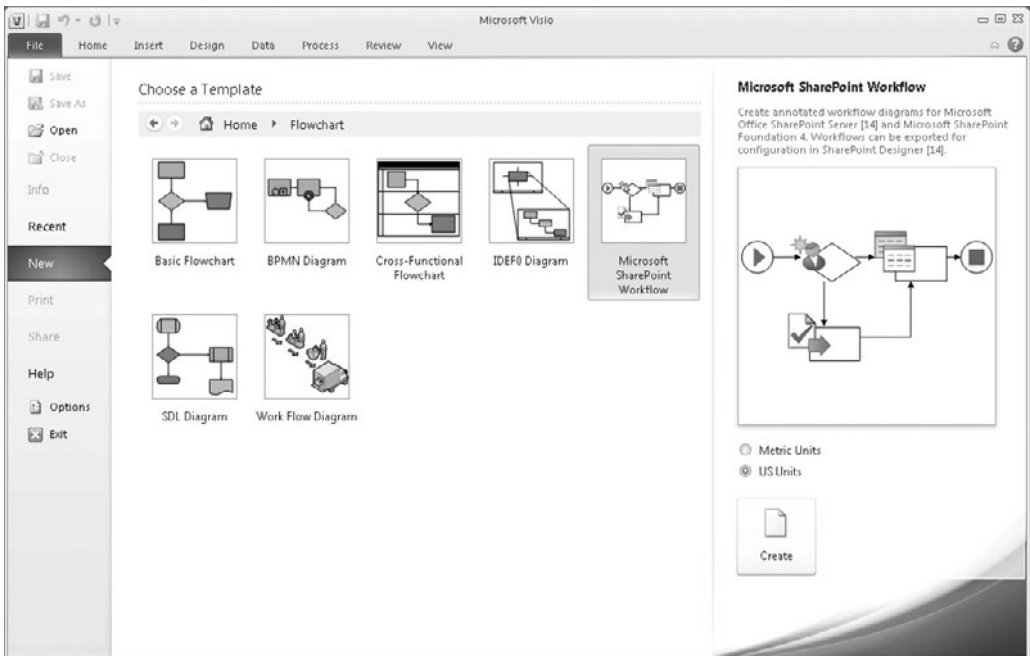 Microsoft Visio
File Home Insert Design Data Process Review View
Save
Save As
Open
Close
Info
Recent
New
Print
Share
Help
Options
Exit
Choose a Template
Home Flowchart
Basic Flowchart
BPMN Diagram
Cross-Functional
Flowchart
IDEF0 Diagram
Microsoft
SharePoint
Workflow
SDL Diagram
Work Flow Diagram
Microsoft SharePoint Workflow
Create annotated workflow diagrams for Microsoft
Office SharePoint Server [14] and Microsoft SharePoint
Foundation 4. Workflows can be exported for
configuration in SharePoint Designer [14].
Metric Units
US Units
Create